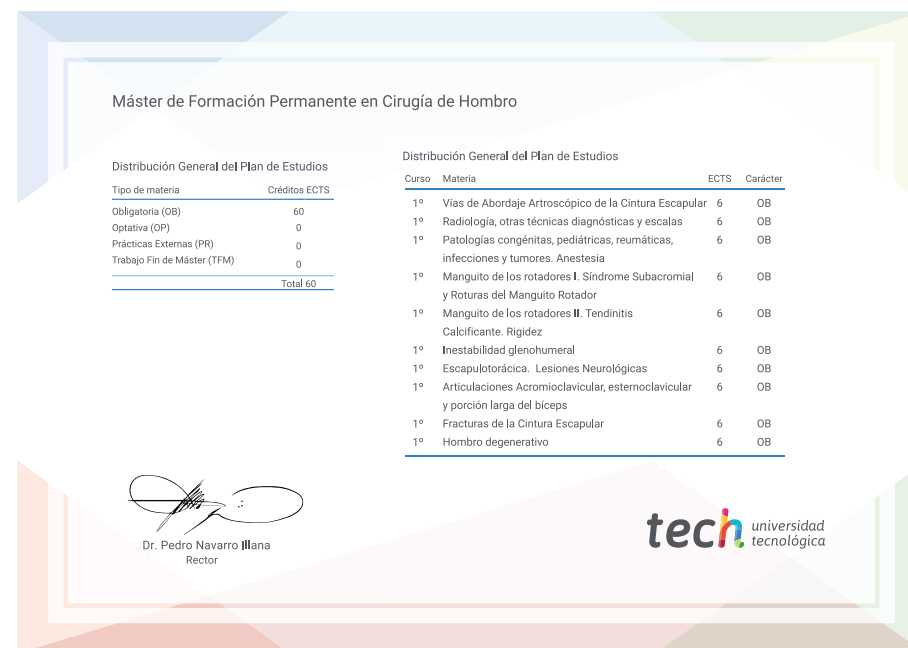 Máster de Formación Permanente en Cirugía de Hombro
Distribución General del Plan de Estudios
Tipo de materia Créditos ECTS
Obligatoria (OB) 60
Optativa (OP) 0
Prácticas Externas (PR) 0
Trabajo Fin de Máster (TFM) 0
Total 60
Distribución General del Plan de Estudios
Curso Materia ECTS Carácter
1º Vías de Abordaje Artroscópico de la Cintura Escapular 6 OB
1º Radiología, otras técnicas diagnósticas y escalas 6 OB
1º Patologías congénitas, pediátricas, reumáticas, 6 OB
infecciones y tumores. Anestesia
1º Manguito de los rotadores I. Síndrome Subacromial 6 OB
y Roturas del Manguito Rotador
1º Manguito de los rotadores II. Tendinitis 6 OB
Calcificante. Rigidez
1º Inestabilidad glenohumeral 6 OB
1º Escapulotorácica. Lesiones Neurológicas 6 OB
1º Articulaciones Acromioclavicular, esternoclavicular 6 OB
y porción larga del bíceps
1º Fracturas de la Cintura Escapular 6 OB
1º Hombro degenerativo 6 OB
Dr. Pedro Navarro Illana
Rector
tech universidad
tecnológica